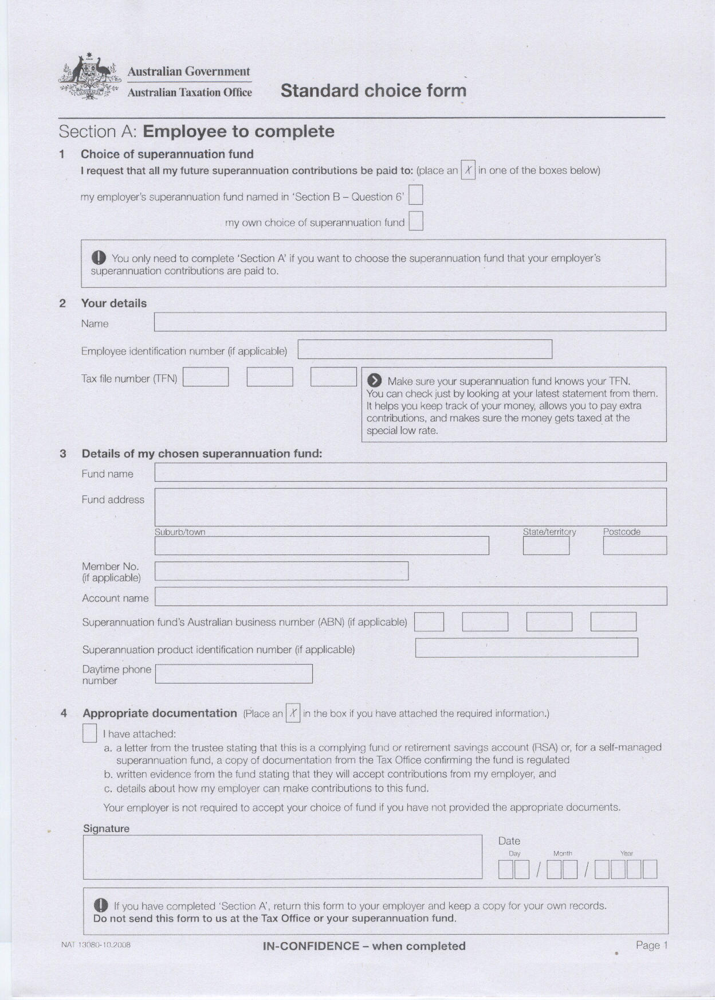 Australian Government
Australian Taxation Office
Standard choice form
Section A: Employee to complete
1 Choice of superannuation fund
I request that all my future superannuation contributions be paid to: (place an X in one of the boxes below)
my employer's superannuation fund named in 'Section B – Question 6'
my own choice of superannuation fund
You only need to complete 'Section A' if you want to choose the superannuation fund that your employer's
superannuation contributions are paid to.
2 Your details
Name
Employee identification number (if applicable)
Tax file number (TFN)
Make sure your superannuation fund knows your TFN.
You can check just by looking at your latest statement from them.
It helps you keep track of your money, allows you to pay extra
contributions, and makes sure the money gets taxed at the
special low rate.
3 Details of my chosen superannuation fund:
Fund name
Fund address
Suburb/town State/territory Postcode
Member No.
(if applicable)
Account name
Superannuation fund's Australian business number (ABN) (if applicable)
Superannuation product identification number (if applicable)
Daytime phone
number
4 Appropriate documentation (Place an X in the box if you have attached the required information.)
I have attached:
a. a letter from the trustee stating that this is a complying fund or retirement savings account (RSA) or, for a self-managed
superannuation fund, a copy of documentation from the Tax Office confirming the fund is regulated
b. written evidence from the fund stating that they will accept contributions from my employer, and
c. details about how my employer can make contributions to this fund.
Your employer is not required to accept your choice of fund if you have not provided the appropriate documents.
Signature
Date
Day Month Year
/ /
If you have completed 'Section A', return this form to your employer and keep a copy for your own records.
Do not send this form to us at the Tax Office or your superannuation fund.
NAT 13080-10.2008 IN-CONFIDENCE – when completed Page 1